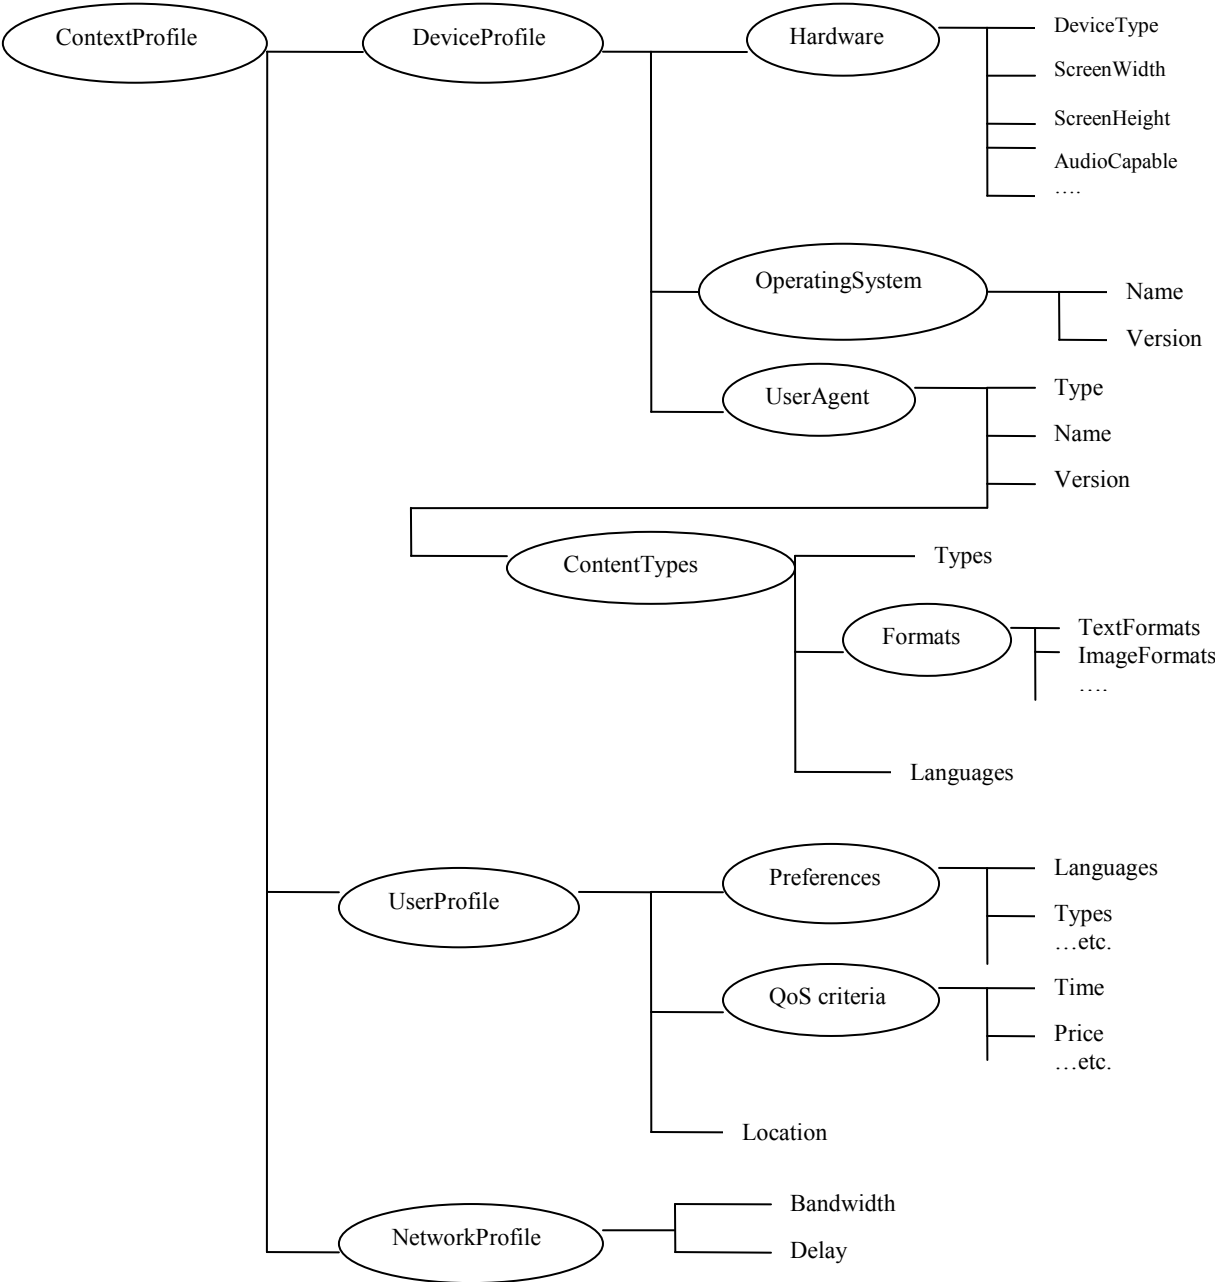 ContextProfile
DeviceProfile
Hardware
DeviceType
ScreenWidth
ScreenHeight
AudioCapable
….
OperatingSystem
Name
Version
UserAgent
Type
Name
Version
ContentTypes
Types
Formats
TextFormats
ImageFormats
….
Languages
UserProfile
Preferences
Languages
Types
…etc.
QoS criteria
Time
Price
…etc.
Location
NetworkProfile
Bandwidth
Delay